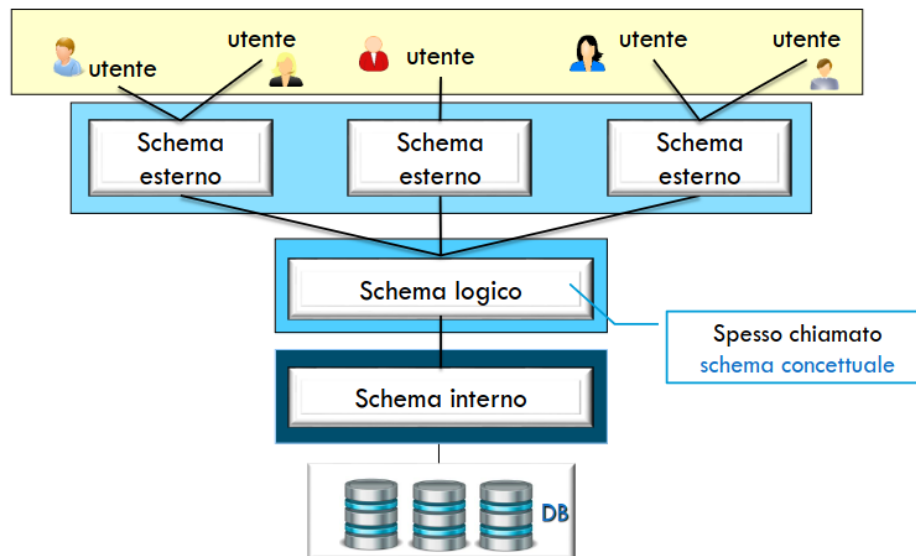 utente
utente
utente
utente
utente
Schema
esterno
Schema
esterno
Schema
esterno
Schema logico
Spesso chiamato
schema concettuale
Schema interno
DB